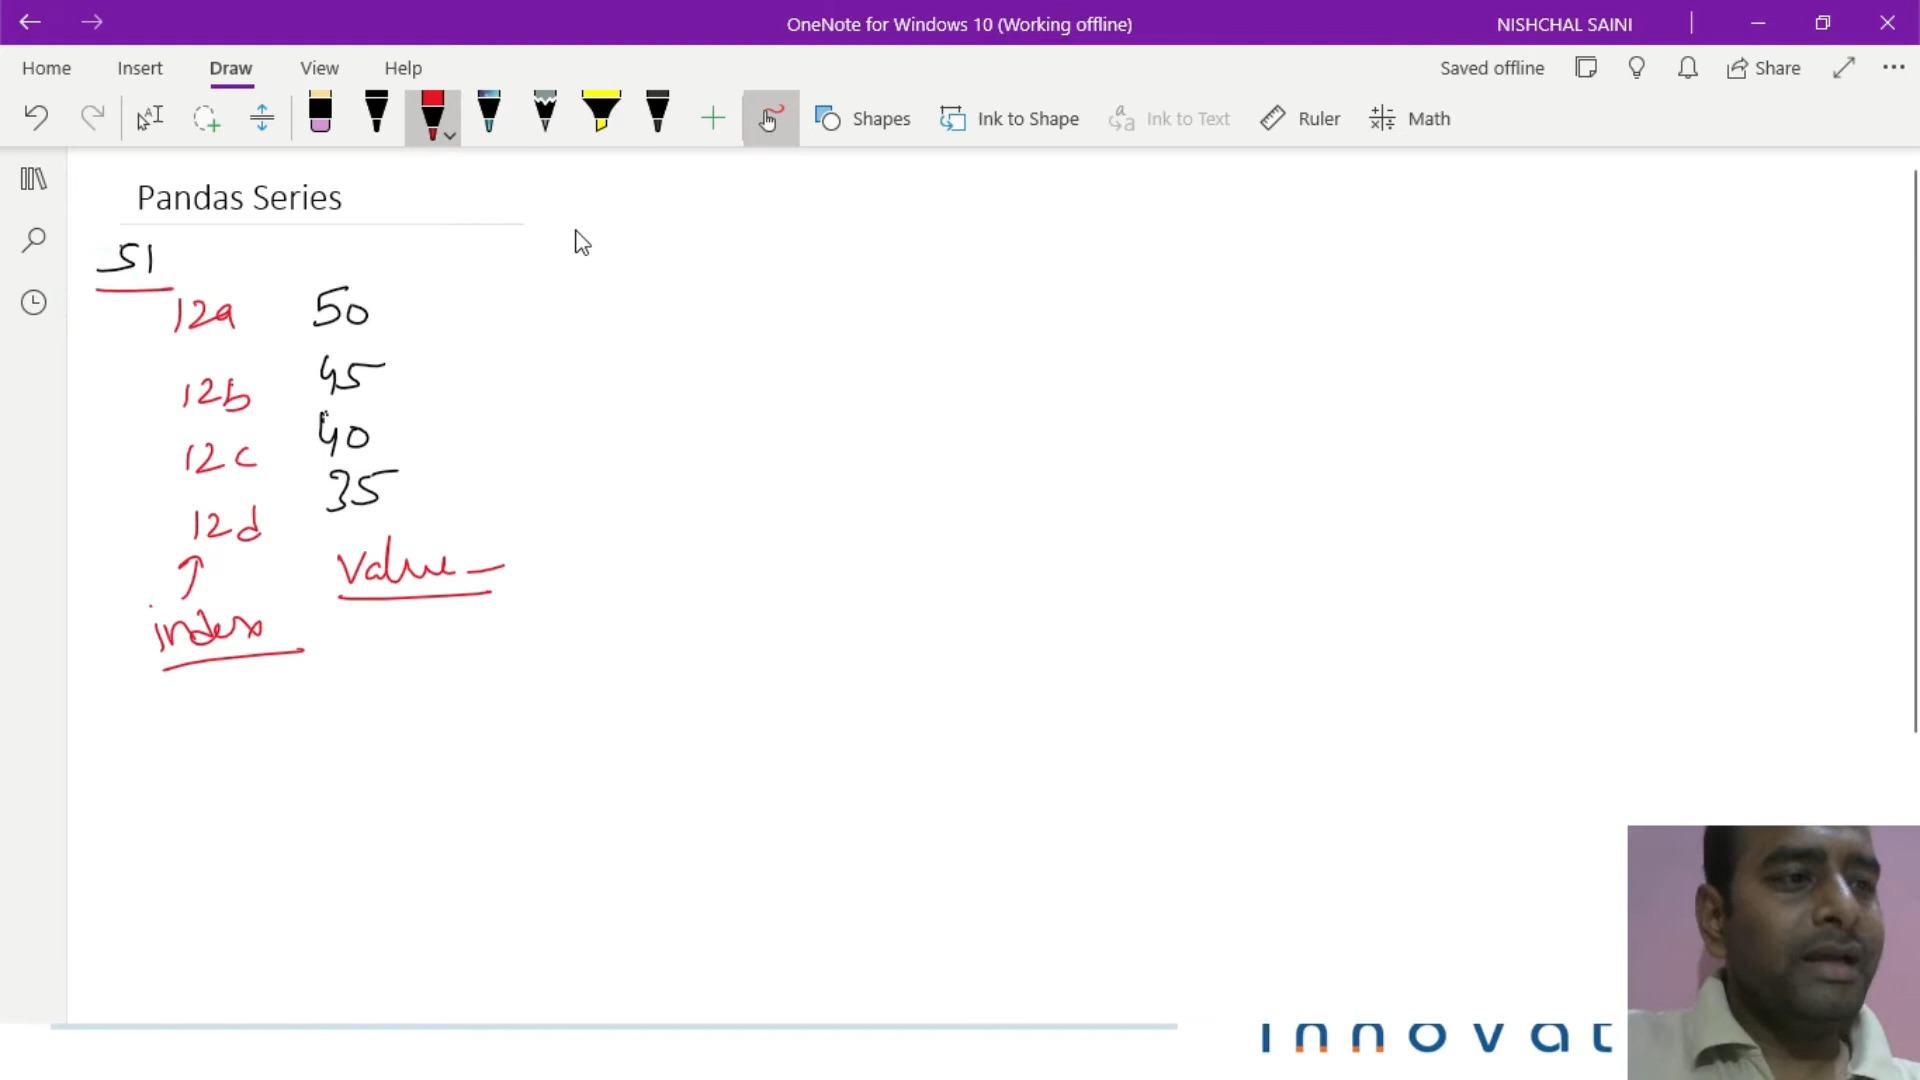 OneNote for Windows 10 (Working offline) NISHCHAL SAINI
Home Insert Draw View Help Saved offline Share
Shapes Ink to Shape Ink to Text Ruler Math
Pandas Series
S1
12a 50
12b 45
12c 40
12d 35
value
index
innovat